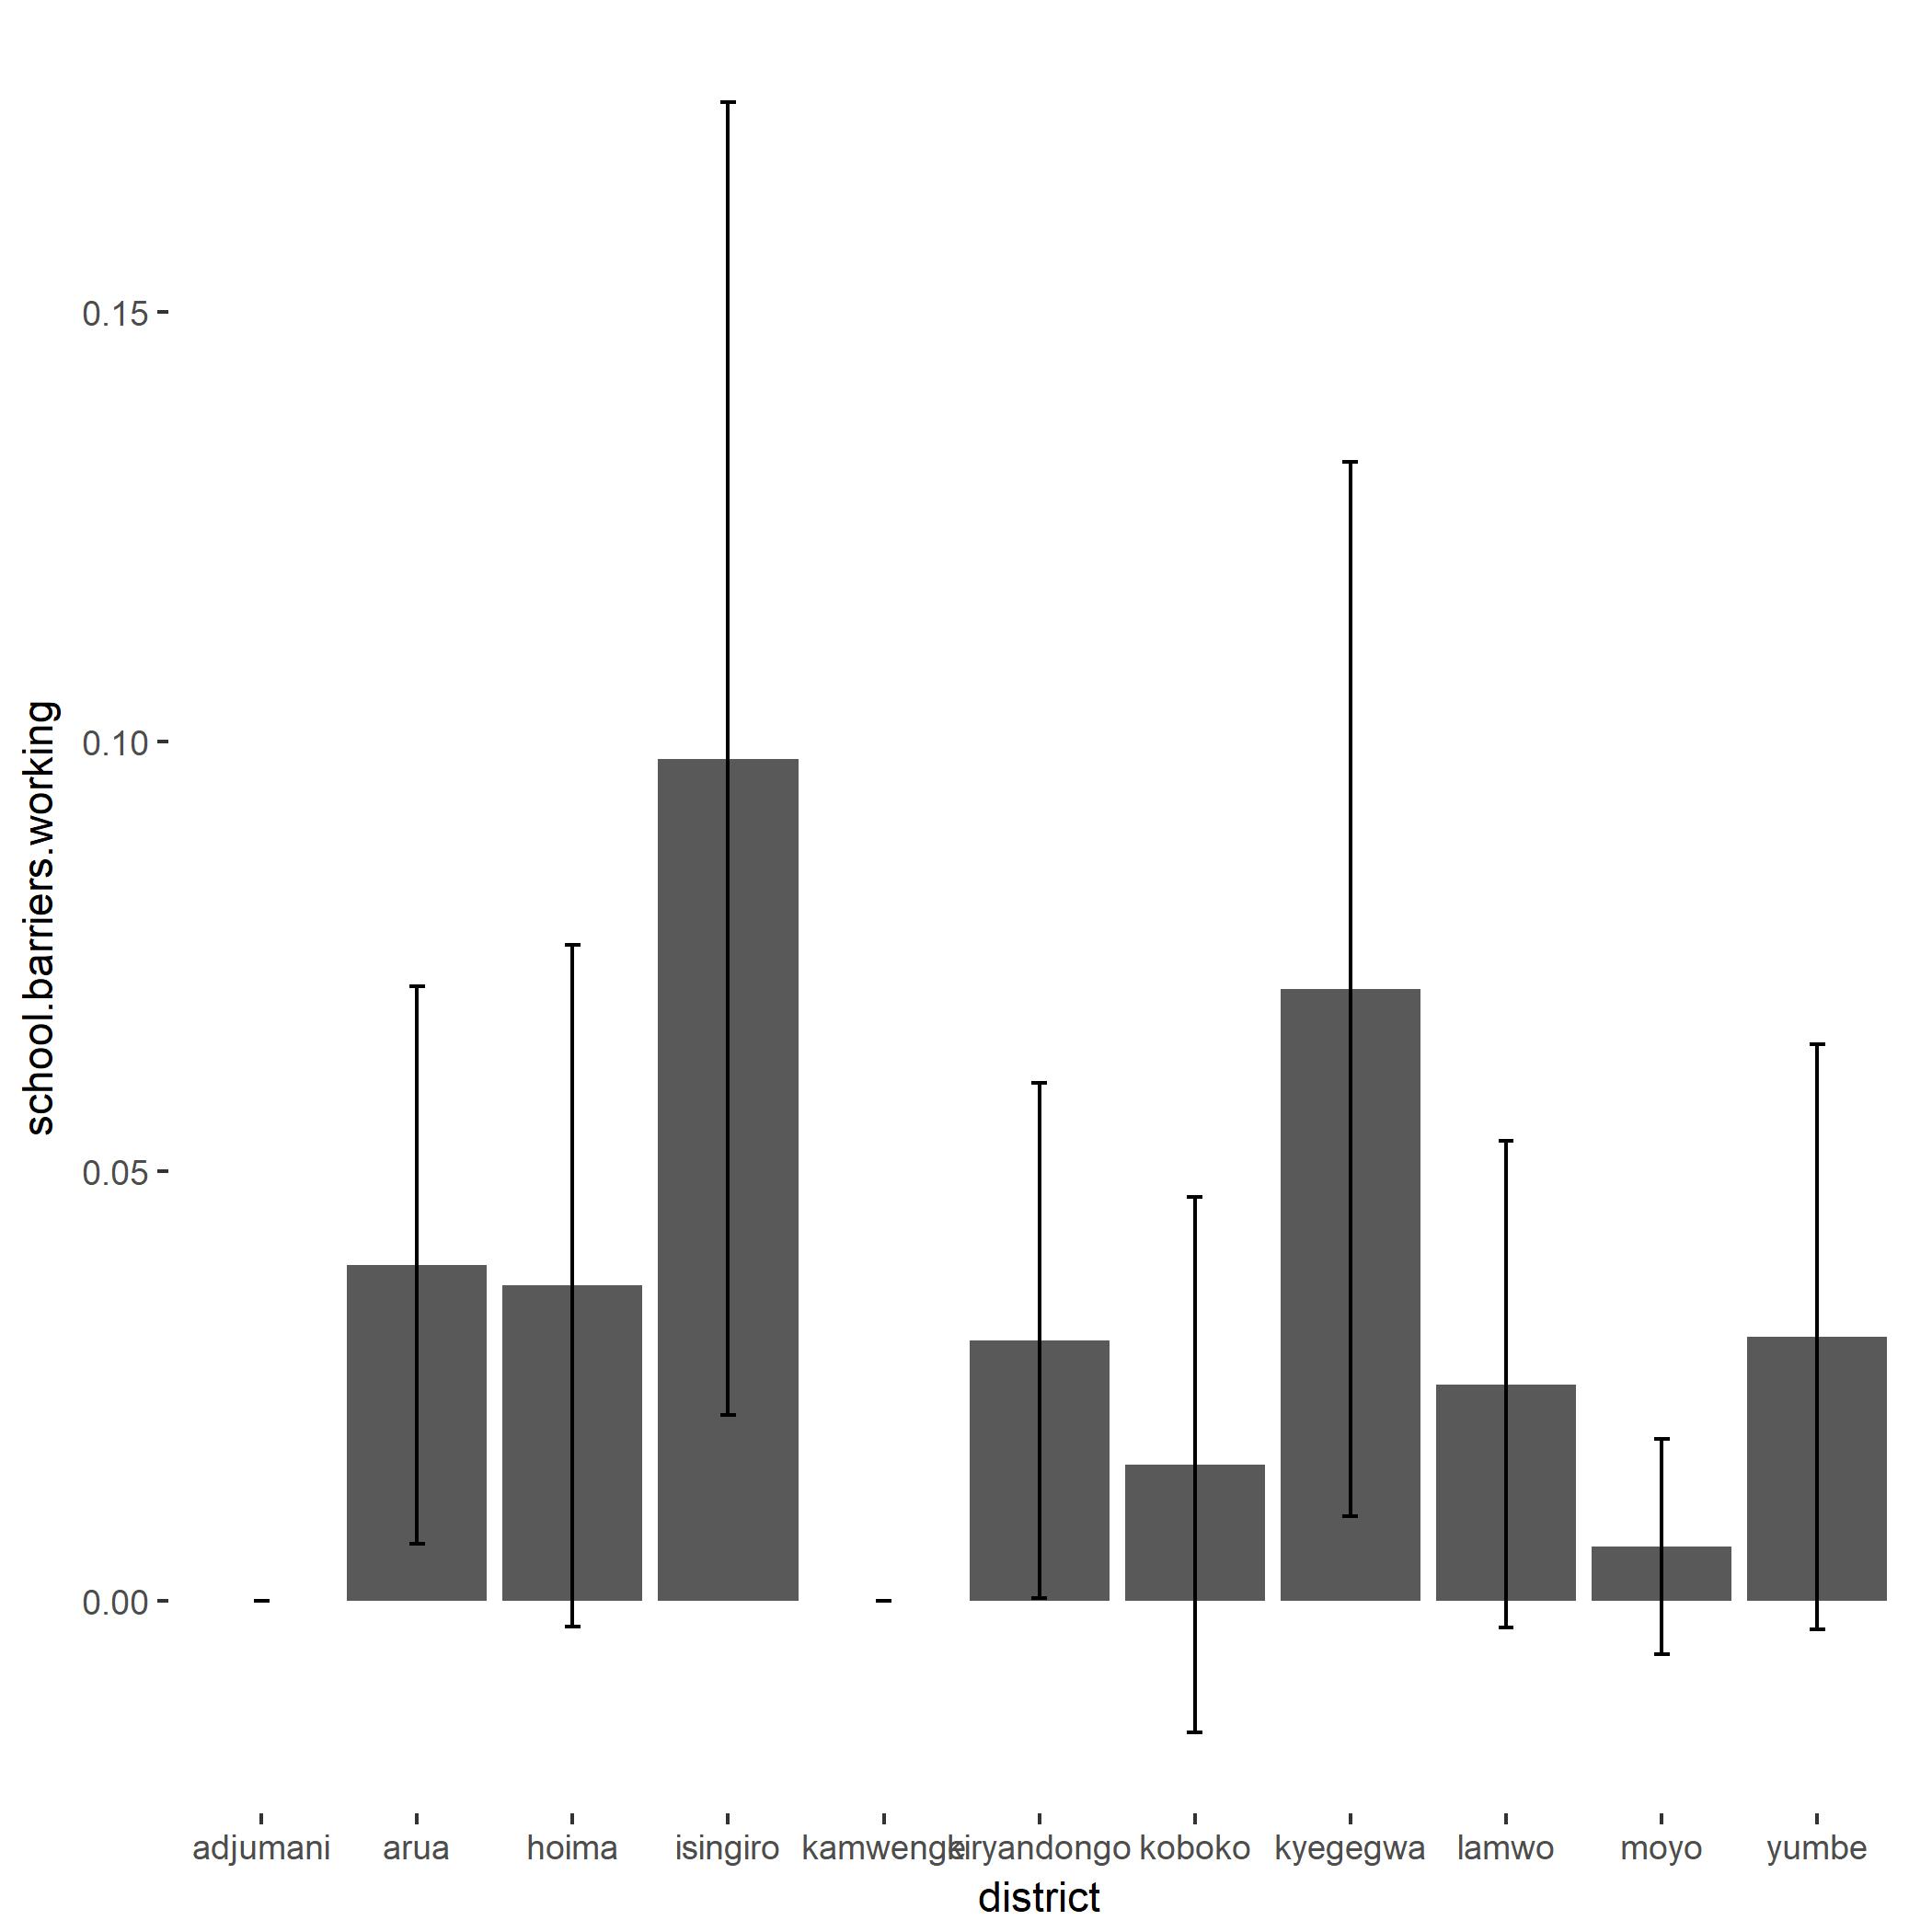 school.barriers.working
0.15
0.10
0.05
0.00
adjumani arua hoima isingiro kamwenge kiryandongo koboko kyegegwa lamwo moyo yumbe
district